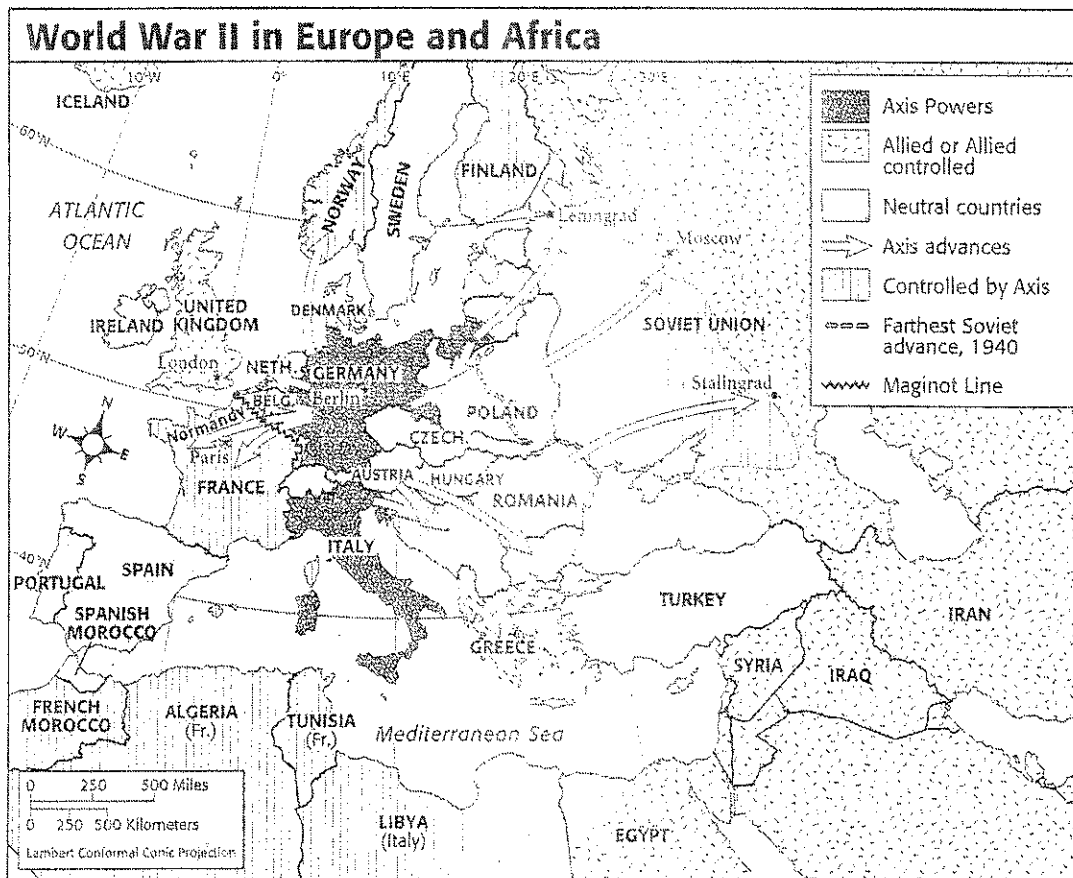 World War II in Europe and Africa
10°W
0°
10°E
20°E
30°E
ICELAND
60°N
ATLANTIC
OCEAN
NORWAY
SWEDEN
FINLAND
Leningrad
Moscow
UNITED
KINGDOM
IRELAND
DENMARK
SOVIET UNION
50°N
London
NETH.
GERMANY
BELG.
Berlin
Stalingrad
POLAND
Normandy
CZECH.
Paris
N
W
E
S
FRANCE
AUSTRIA
HUNGARY
ROMANIA
40°N
ITALY
PORTUGAL
SPAIN
SPANISH
MOROCCO
TURKEY
IRAN
GREECE
SYRIA
IRAQ
FRENCH
MOROCCO
ALGERIA
(Fr.)
TUNISIA
(Fr.)
Mediterranean Sea
LIBYA
(Italy)
EGYPT
Axis Powers
Allied or Allied
controlled
Neutral countries
Axis advances
Controlled by Axis
Farthest Soviet
advance, 1940
Maginot Line
0 250 500 Miles
0 250 500 Kilometers
Lambert Conformal Conic Projection